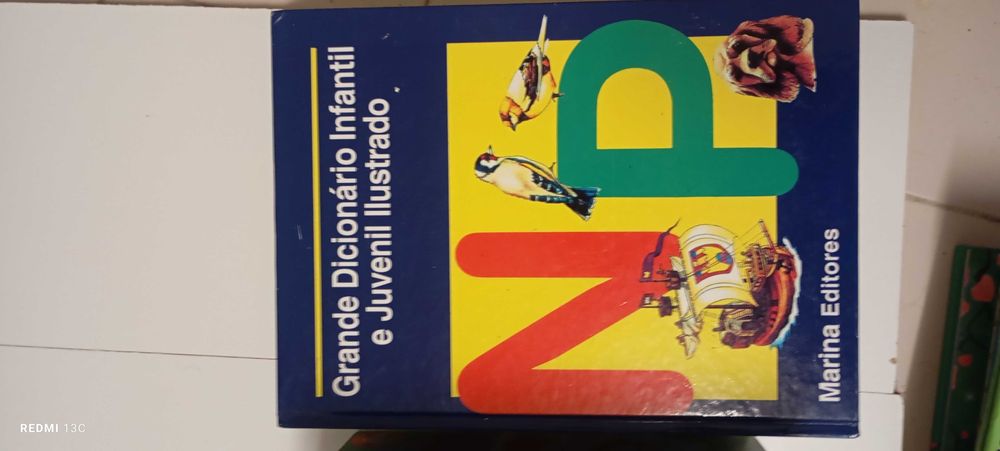 Grande Dicionário Infantil
e Juvenil Ilustrado
N P
Marina Editores
REDMI 13C